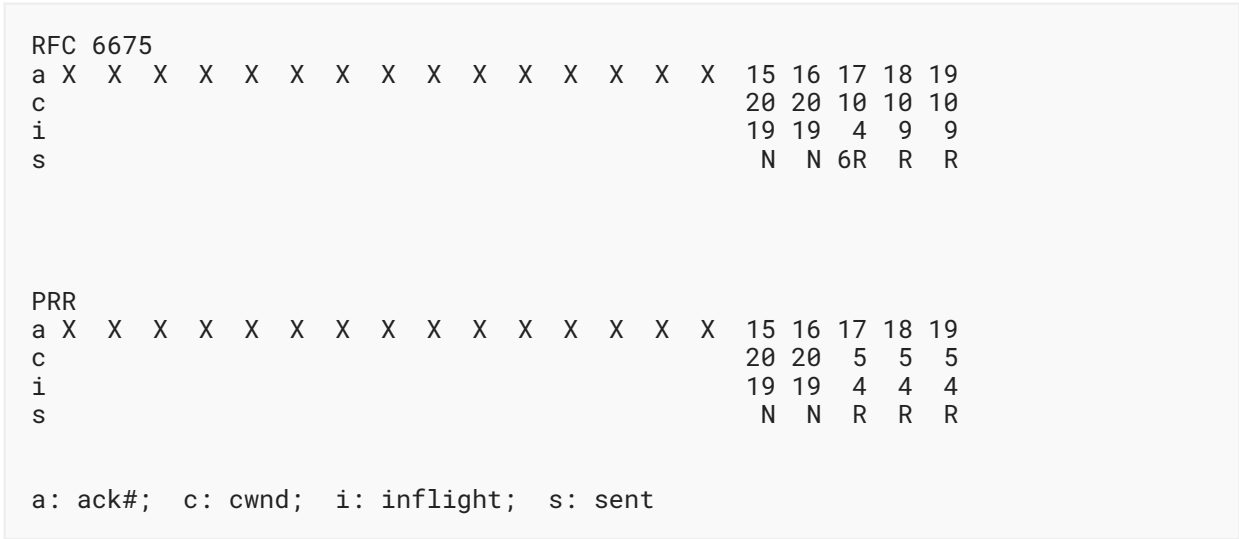 RFC 6675
a X  X  X  X  X  X  X  X  X  X  X  X  X  X  X  15 16 17 18 19
c                                              20 20 10 10 10
i                                              19 19  4  9  9
s                                               N  N 6R  R  R
PRR
a X  X  X  X  X  X  X  X  X  X  X  X  X  X  X  15 16 17 18 19
c                                              20 20  5  5  5
i                                              19 19  4  4  4
s                                               N  N  R  R  R
a: ack#;  c: cwnd;  i: inflight;  s: sent